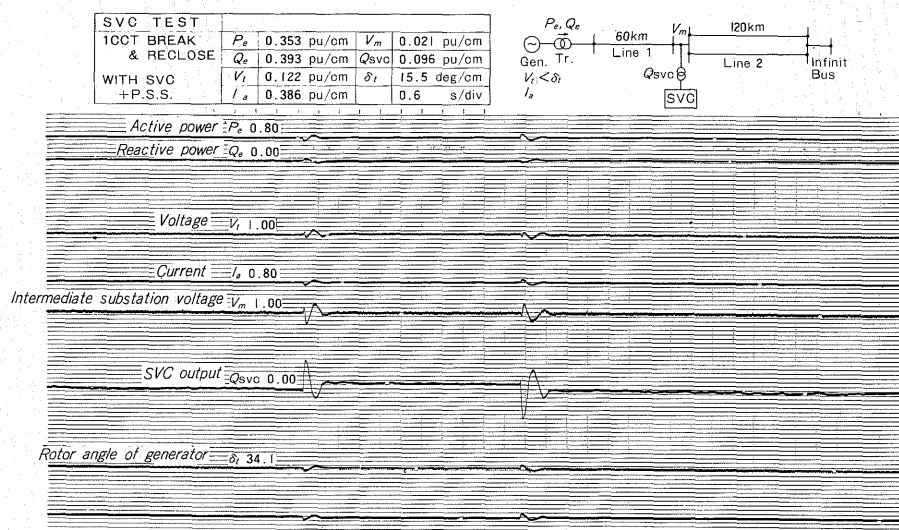 SVC TEST
1CCT BREAK
& RECLOSE
WITH SVC
+P.S.S.
Pe 0.353 pu/cm Vm 0.021 pu/cm
Qe 0.393 pu/cm Qsvc 0.096 pu/cm
Vt 0.122 pu/cm δt 15.5 deg/cm
Ia 0.386 pu/cm 0.6 s/div
Pe, Qe
Gen. Tr.
Vt<δt
Ia
60km
Line 1
Vm
120km
Line 2
Infinit
Bus
Qsvc
SVC
Active power Pe 0.80
Reactive power Qe 0.00
Voltage Vt 1.00
Current Ia 0.80
Intermediate substation voltage Vm 1.00
SVC output Qsvc 0.00
Rotor angle of generator δt 34.1